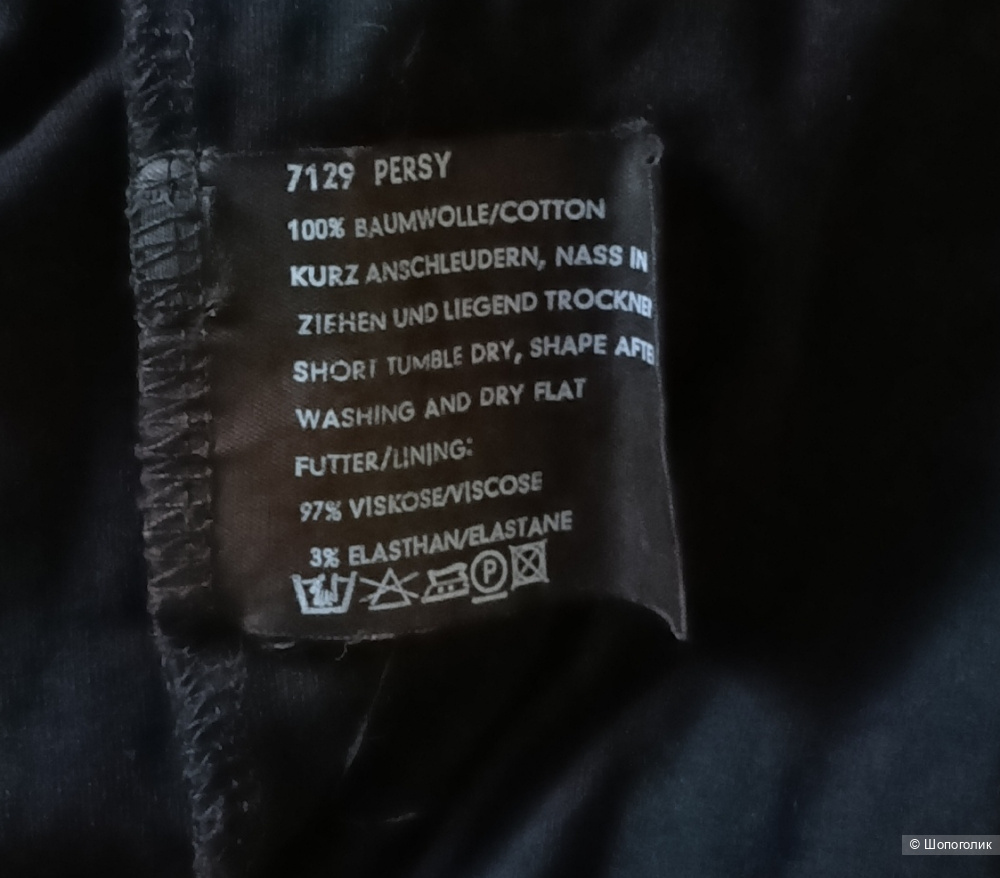 7129 PERSY
100% BAUMWOLLE/COTTON
KURZ ANSCHLEUDERN, NASS IN
ZIEHEN UND LIEGEND TROCKNE
SHORT TUMBLE DRY, SHAPE AFTE
WASHING AND DRY FLAT
FUTTER/LINING:
97% VISKOSE/VISCOSE
3% ELASTHAN/ELASTANE
P
© Шопоголик